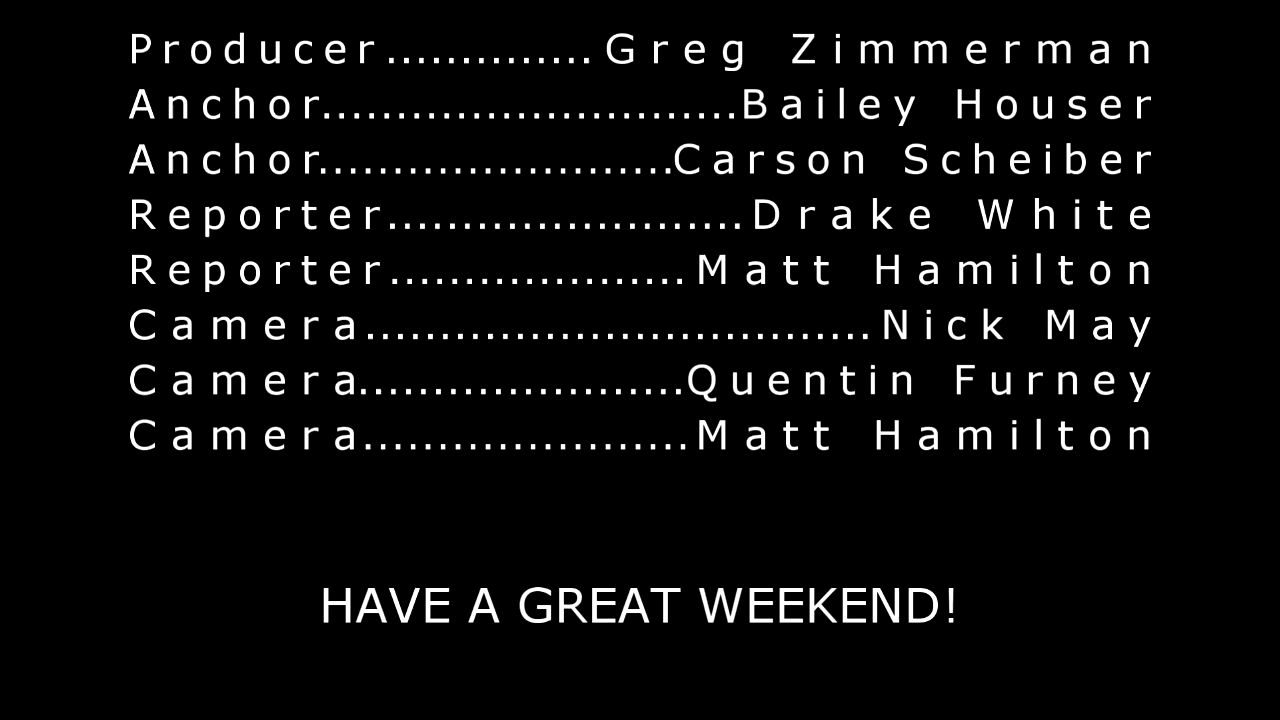 Producer.............. Greg Zimmerman
Anchor............................Bailey Houser
Anchor........................Carson Scheiber
Reporter........................Drake White
Reporter....................Matt Hamilton
Camera..................................Nick May
Camera......................Quentin Furney
Camera......................Matt Hamilton
HAVE A GREAT WEEKEND!